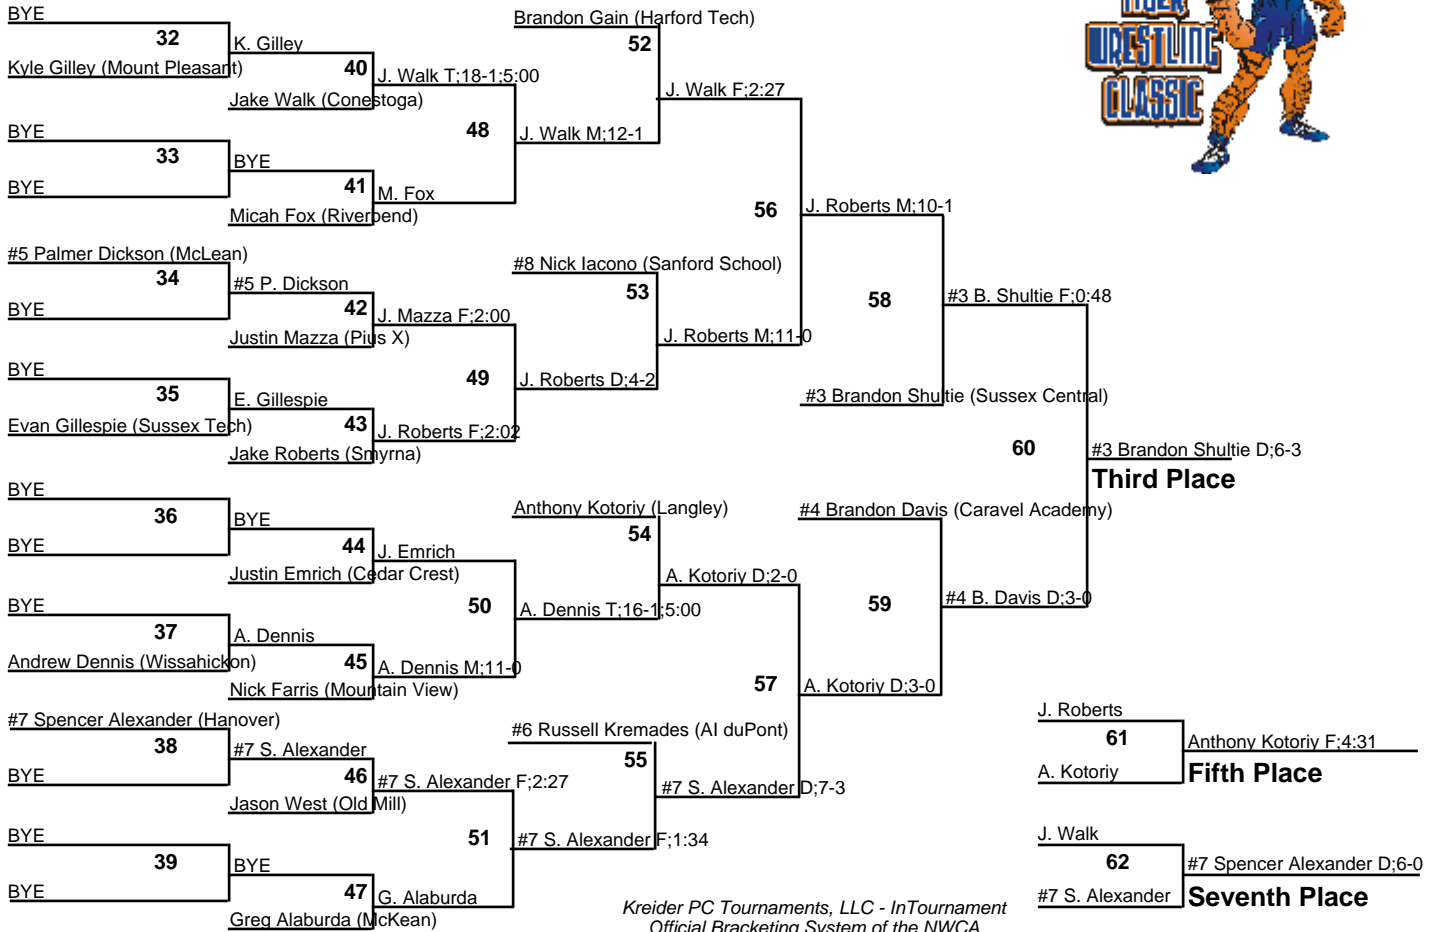 BYE
32
Kyle Gilley (Mount Pleasant)
K. Gilley
40
Jake Walk (Conestoga)
J. Walk T;18-1;5:00
BYE
33
BYE
BYE
41
Micah Fox (Riverbend)
M. Fox
48
J. Walk M;12-1
Brandon Gain (Harford Tech)
52
J. Walk F;2:27
#5 Palmer Dickson (McLean)
34
BYE
#5 P. Dickson
42
Justin Mazza (Pius X)
J. Mazza F;2:00
BYE
35
Evan Gillespie (Sussex Tech)
E. Gillespie
43
Jake Roberts (Smyrna)
J. Roberts F;2:02
49
J. Roberts D;4-2
#8 Nick Iacono (Sanford School)
53
J. Roberts M;11-0
56
J. Roberts M;10-1
58
#3 Brandon Shultie (Sussex Central)
#3 B. Shultie F;0:48
BYE
36
BYE
BYE
44
Justin Emrich (Cedar Crest)
J. Emrich
BYE
37
Andrew Dennis (Wissahickon)
A. Dennis
45
Nick Farris (Mountain View)
A. Dennis M;11-0
50
A. Dennis T;16-1;5:00
Anthony Kotoriy (Langley)
54
A. Kotoriy D;2-0
#7 Spencer Alexander (Hanover)
38
BYE
#7 S. Alexander
46
Jason West (Old Mill)
#7 S. Alexander F;2:27
BYE
39
BYE
BYE
47
Greg Alaburda (McKean)
G. Alaburda
51
#7 S. Alexander F;1:34
#6 Russell Kremades (AI duPont)
55
#7 S. Alexander D;7-3
57
A. Kotoriy D;3-0
#4 Brandon Davis (Caravel Academy)
59
#4 B. Davis D;3-0
60
#3 Brandon Shultie D;6-3
Third Place
J. Roberts
61
A. Kotoriy
Anthony Kotoriy F;4:31
Fifth Place
J. Walk
62
#7 S. Alexander
#7 Spencer Alexander D;6-0
Seventh Place
TIGER
WRESTLING
CLASSIC
Kreider PC Tournaments, LLC - InTournament
Official Bracketing System of the NWCA